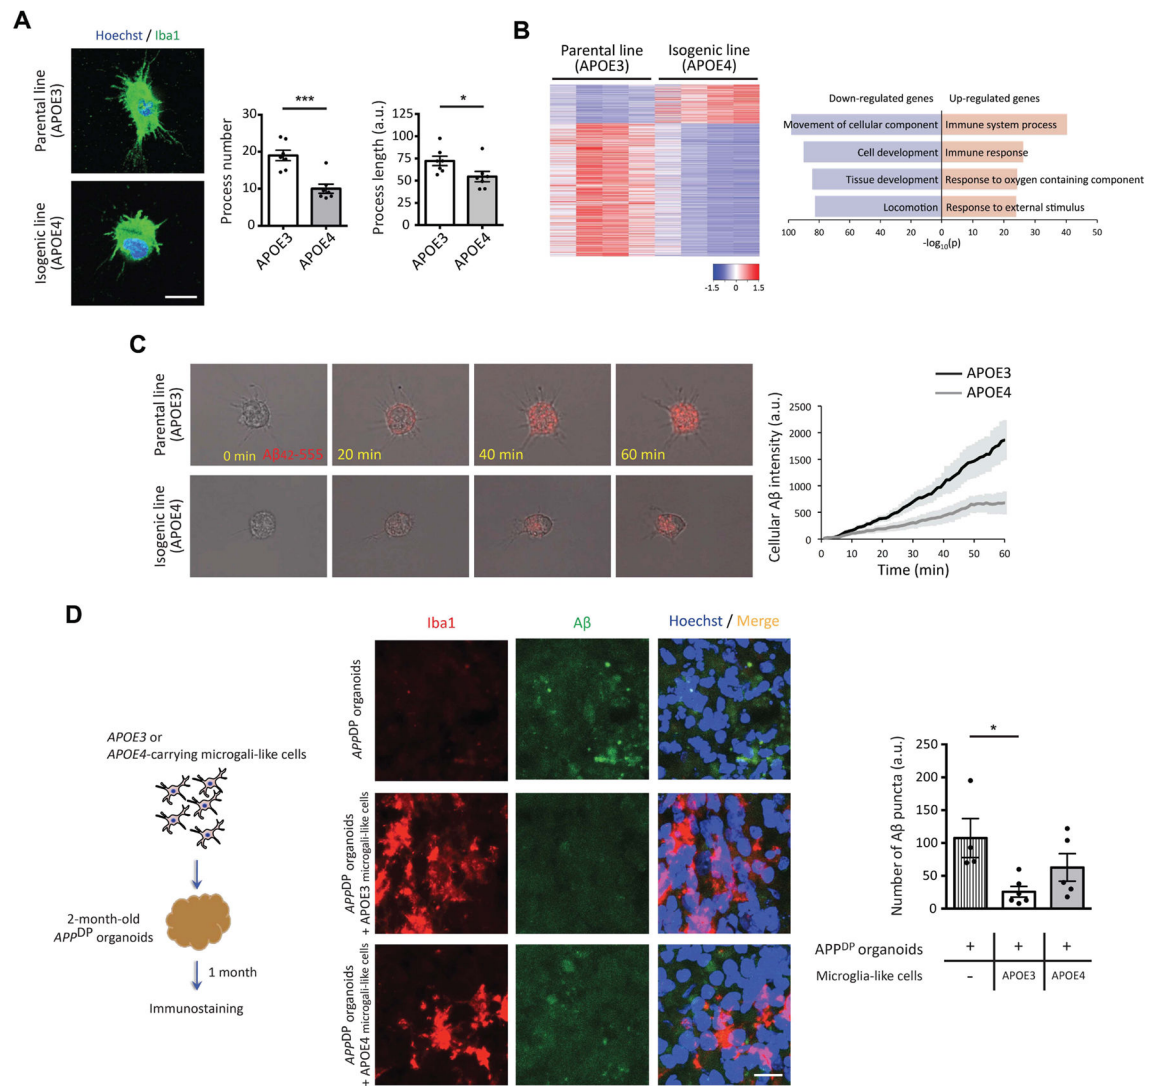 A
Hoechst / Iba1
Parental line
(APOE3)
Isogenic line
(APOE4)
Process number
30
20
10
0
***
APOE3
APOE4
Process length (a.u.)
125
100
75
50
25
0
*
APOE3
APOE4
B
Parental line
(APOE3)
Isogenic line
(APOE4)
-1.5
0
1.5
Down-regulated genes
Up-regulated genes
Movement of cellular component
Immune system process
Cell development
Immune response
Tissue development
Response to oxygen containing component
Locomotion
Response to external stimulus
100 80 60 40 20 0 10 20 30 40 50
-log10(p)
C
Parental line
(APOE3)
0 min
Aβ42-555
20 min
40 min
60 min
Isogenic line
(APOE4)
APOE3
APOE4
Cellular Aβ intensity (a.u.)
2500
2000
1500
1000
500
0
0 10 20 30 40 50 60
Time (min)
D
APOE3 or
APOE4-carrying microgali-like cells
2-month-old
APPDP organoids
1 month
Immunostaining
Iba1
Aβ
Hoechst / Merge
APPDP organoids
APPDP organoids
+ APOE3 microgali-like cells
APPDP organoids
+ APOE4 microgali-like cells
Number of Aβ puncta (a.u.)
250
200
150
100
50
0
*
APPDP organoids
+
+
+
Microglia-like cells
-
APOE3
APOE4